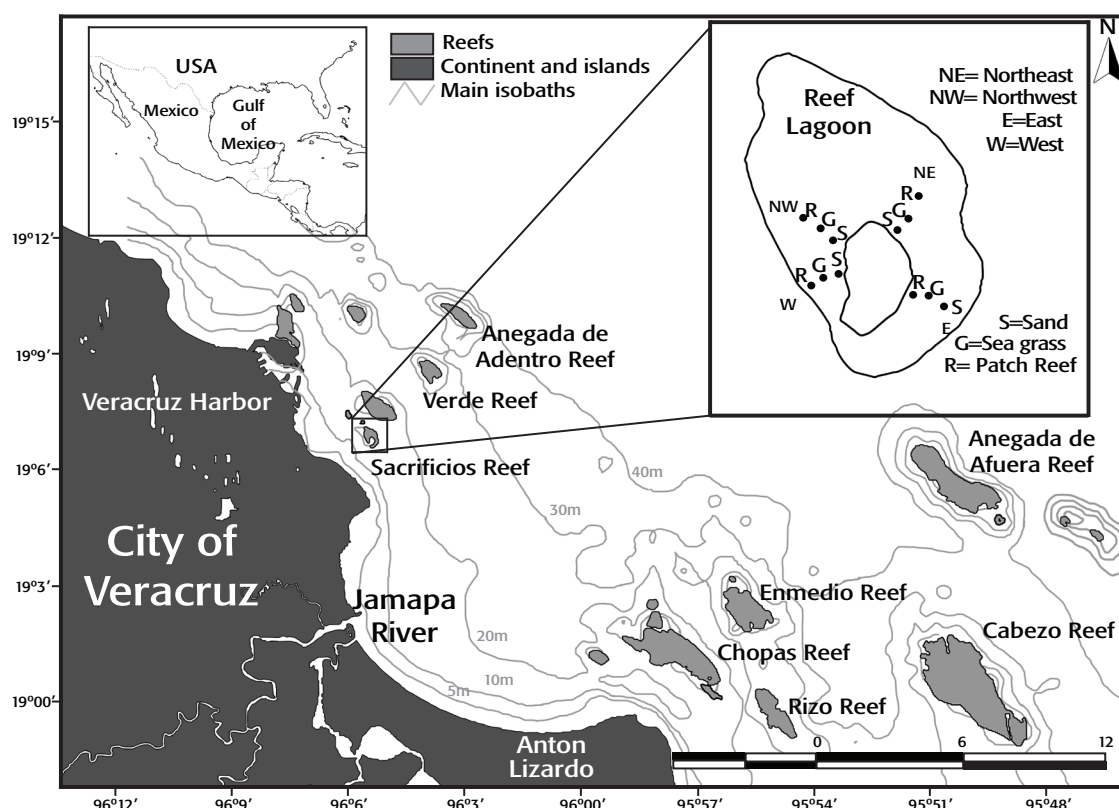 USA
Mexico
Gulf
of
Mexico
Reefs
Continent and islands
Main isobaths
N
Reef
Lagoon
NE= Northeast
NW= Northwest
E=East
W=West
NE
R
G
S
NW
R
G
S
R
G
S
W
R
G
S
E
S=Sand
G=Sea grass
R= Patch Reef
19°15'
19°12'
19°9'
19°6'
19°3'
19°00'
Anegada de
Adentro Reef
Verde Reef
Veracruz Harbor
Sacrificios Reef
Anegada de
Afuera Reef
40m
30m
City of
Veracruz
Jamapa
River
20m
10m
5m
Enmedio Reef
Chopas Reef
Cabezo Reef
Rizo Reef
Anton
Lizardo
0
6
12
96°12'
96°9'
96°6'
96°3'
96°00'
95°57'
95°54'
95°51'
95°48'